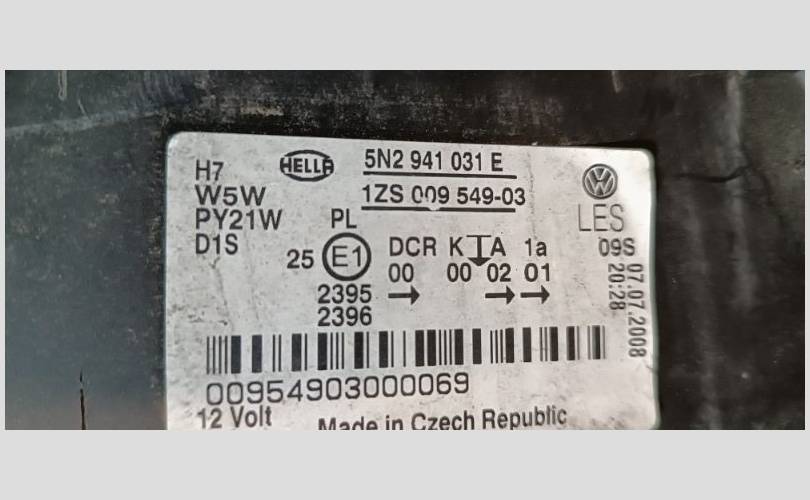 HELLA
5N2 941 031 E
1ZS 009 549-03
H7
W5W
PY21W
D1S
PL
25 E1
2395
2396
DCR K A 1a
00 00 02 01
→ → →
VW
LES
09S
07.07.2008
20:28
00954903000069
12 Volt
Made in Czech Republic